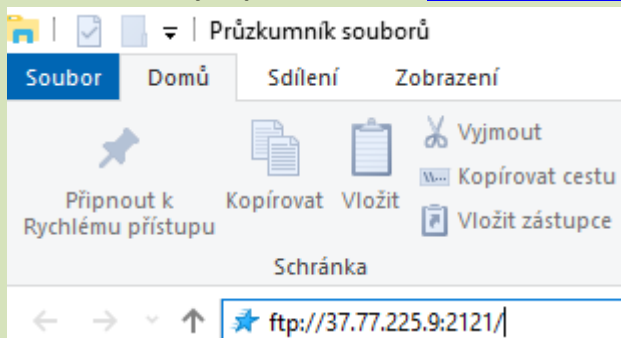 Průzkumník souborů
Soubor Domů Sdílení Zobrazení
Připnout k
Rychlému přístupu
Kopírovat
Vložit
Vyjmout
Kopírovat cestu
Vložit zástupce
Schránka
ftp://37.77.225.9:2121/